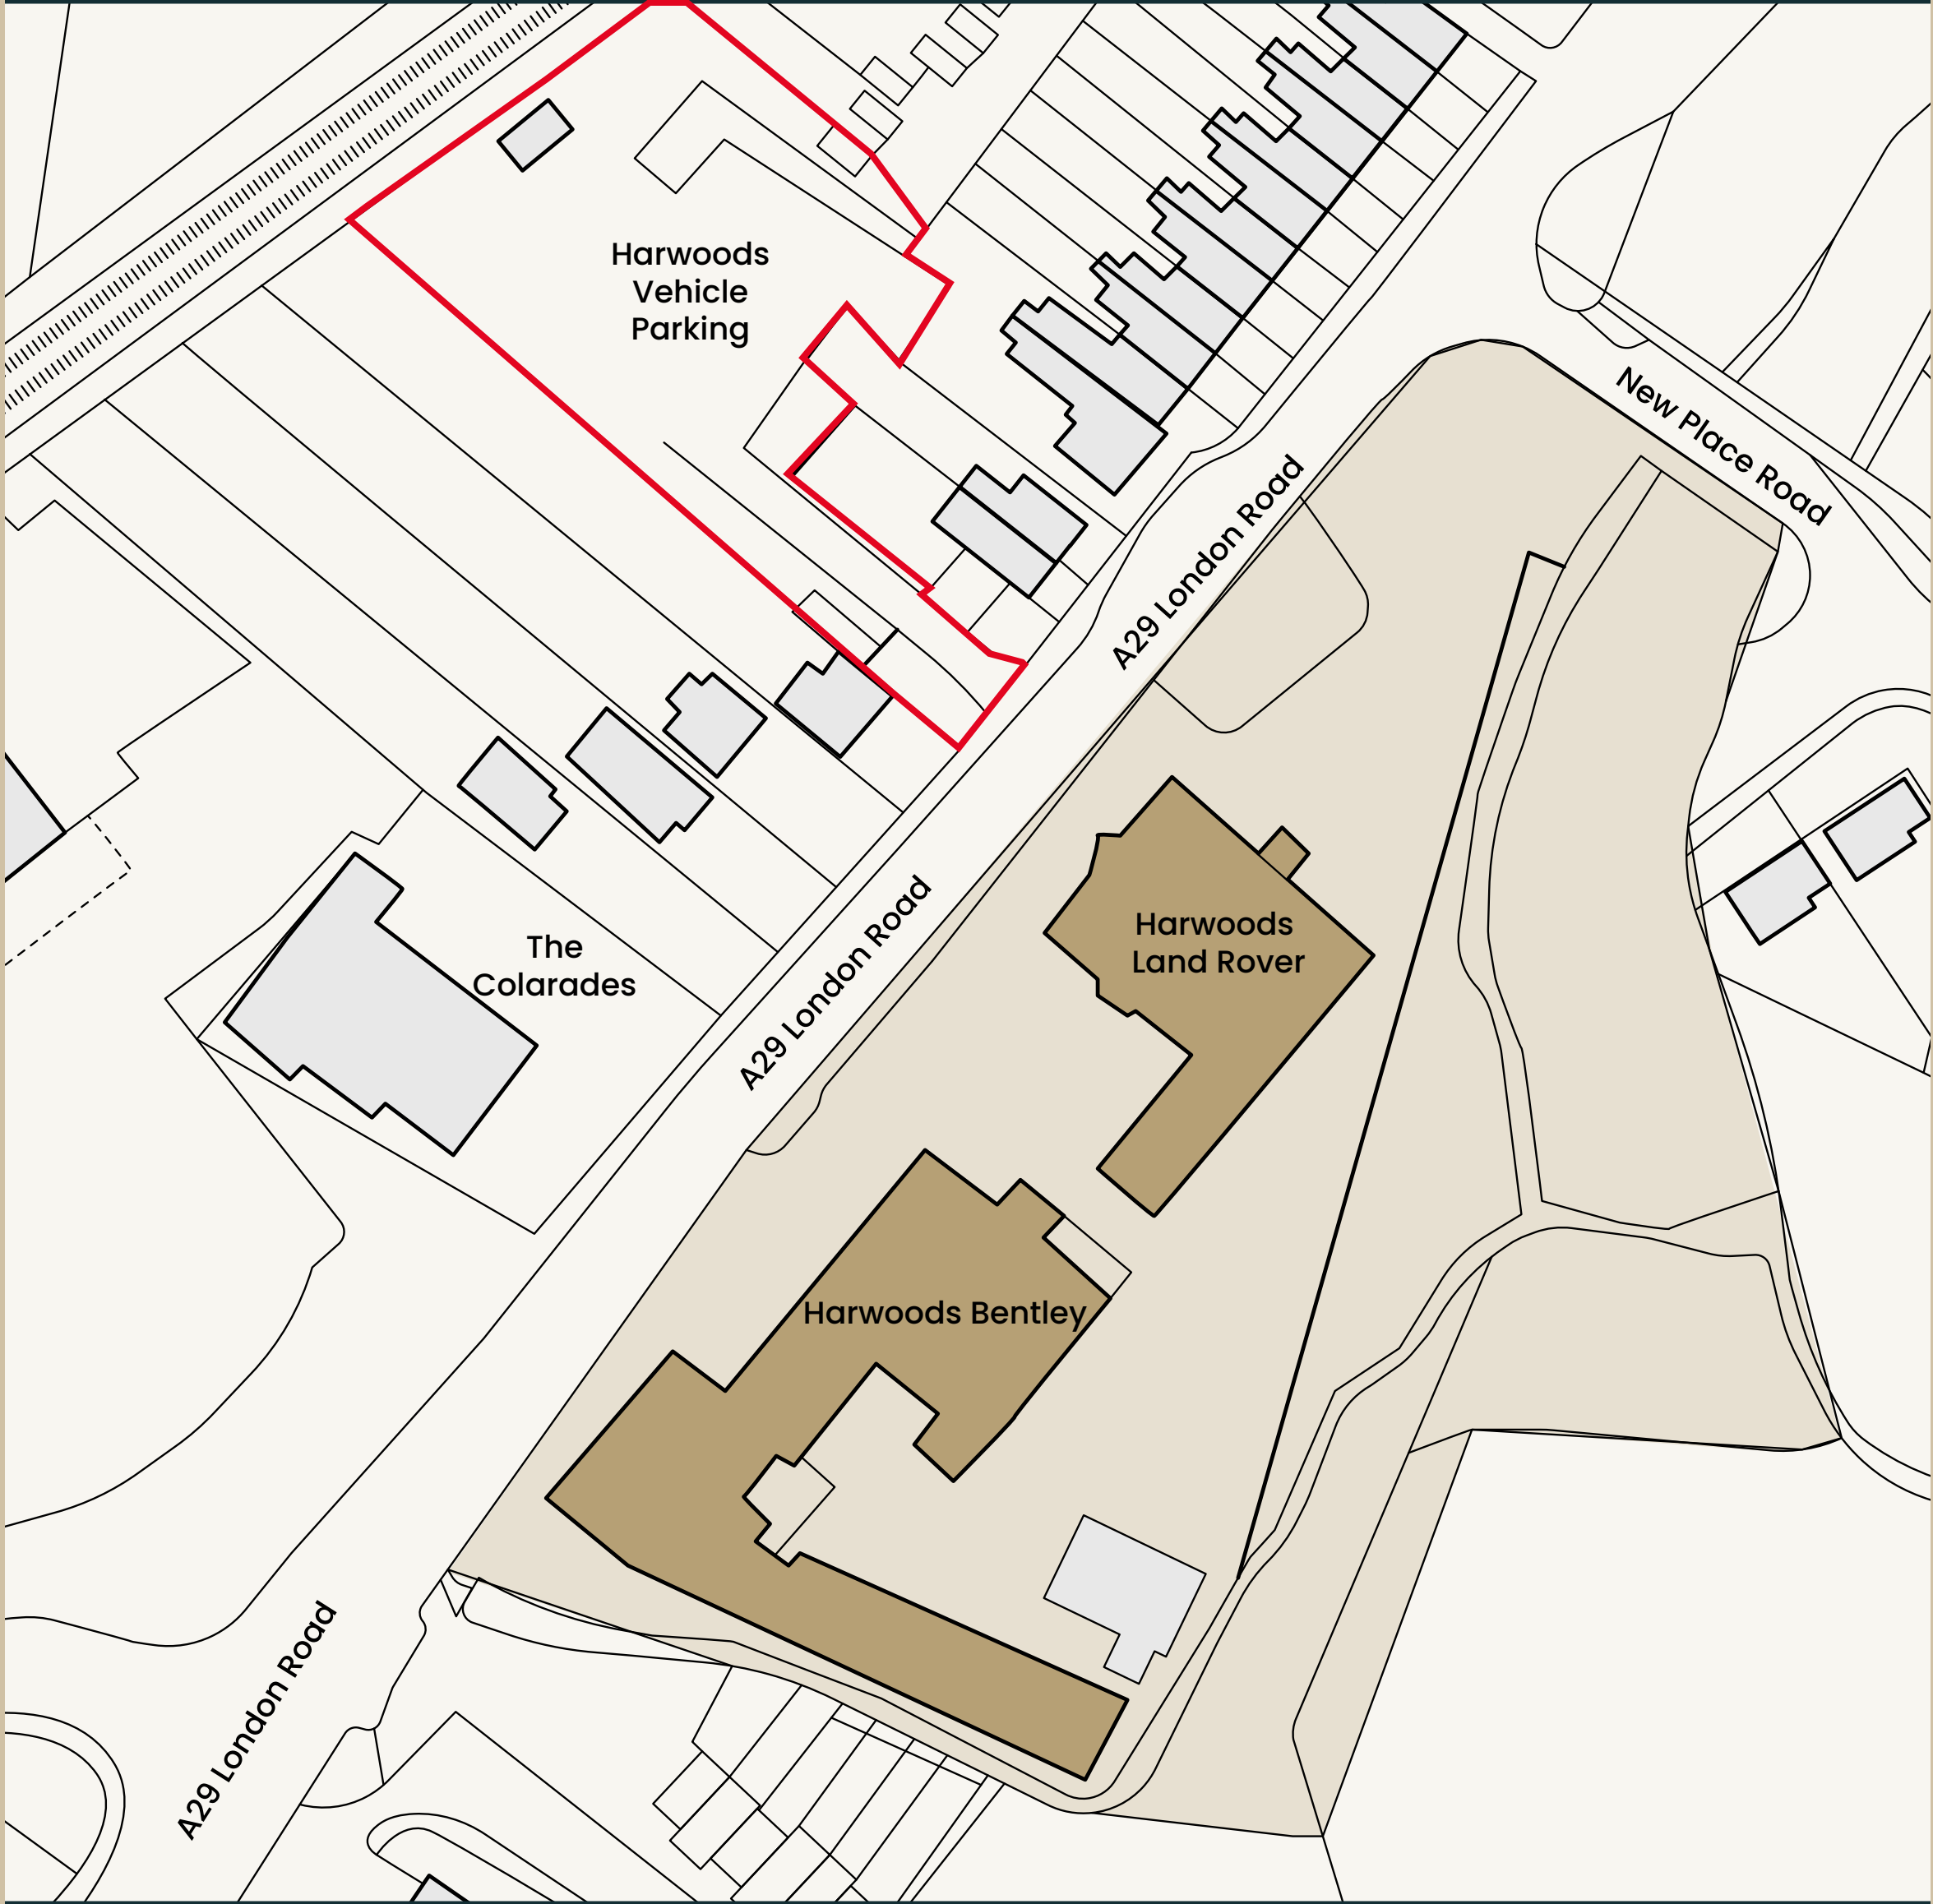 Harwoods
Vehicle
Parking
New Place Road
A29 London Road
Harwoods
Land Rover
The
Colarades
A29 London Road
Harwoods Bentley
A29 London Road